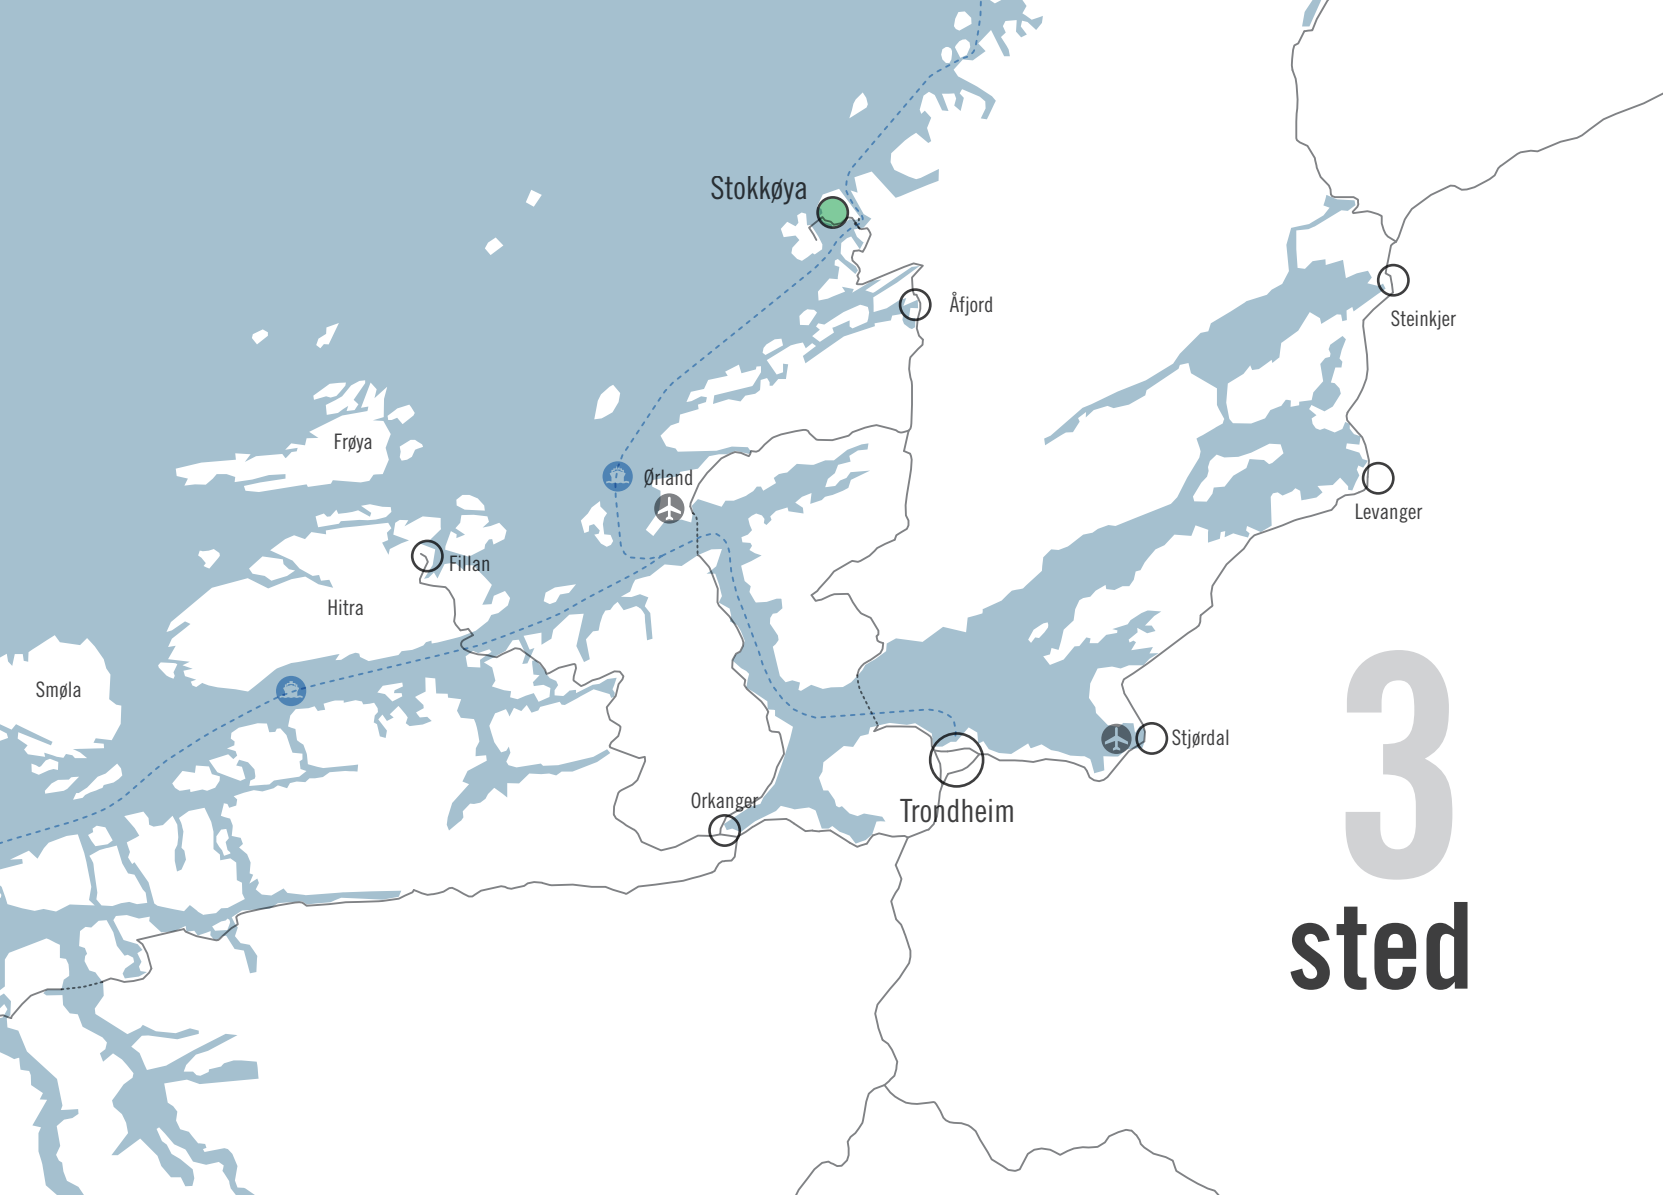 Stokkøya
Åfjord
Steinkjer
Frøya
Ørland
Levanger
Fillan
Hitra
Smøla
Stjørdal
Orkanger
Trondheim
3
sted